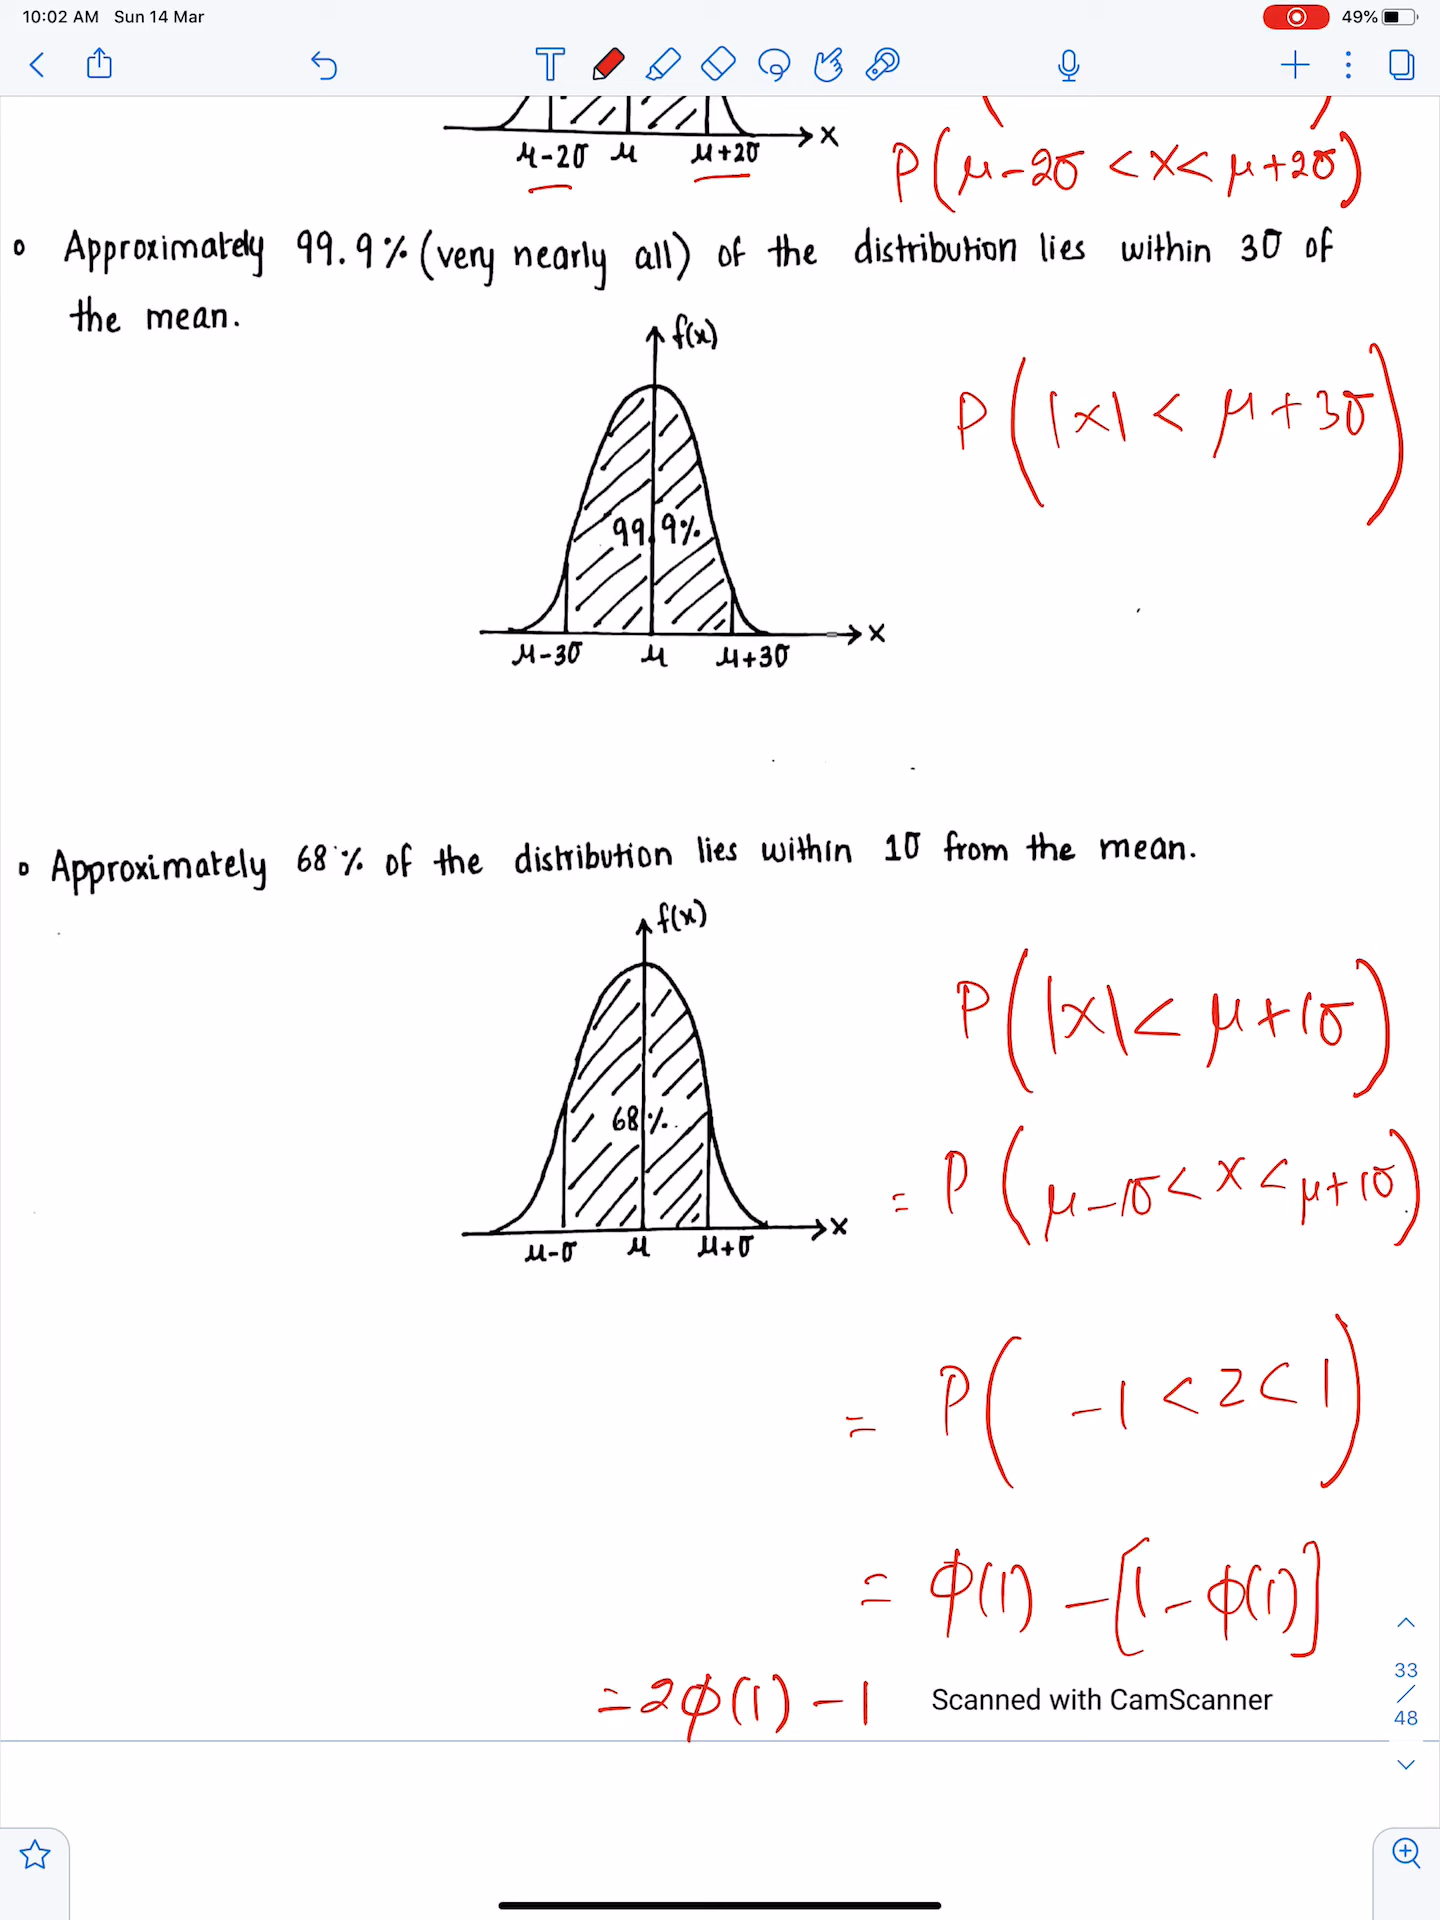 10:02 AM Sun 14 Mar 49%
μ-2σ μ μ+2σ x
P(μ-2σ < x < μ+2σ)
Approximately 99.9% (very nearly all) of the distribution lies within 3σ of
the mean.
f(x)
P(|x| < μ+3σ)
99.9%
x
μ-3σ μ μ+3σ
Approximately 68% of the distribution lies within 1σ from the mean.
f(x)
P(|x| < μ+1σ)
68%
= P(μ-1σ < x < μ+1σ)
x
μ-σ μ μ+σ
= P(-1 < z < 1)
= φ(1) - [1 - φ(1)]
33
/
48
= 2φ(1) - 1
Scanned with CamScanner